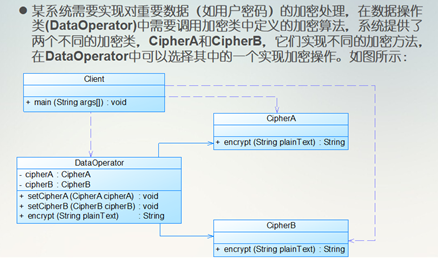 ● 某系统需要实现对重要数据（如用户密码）的加密处理，在数据操作
类(DataOperator)中需要调用加密类中定义的加密算法，系统提供了
两个不同的加密类，CipherA和CipherB，它们实现不同的加密方法，
在DataOperator中可以选择其中的一个实现加密操作。如图所示：
Client
+ main (String args[]) : void
CipherA
+ encrypt (String plainText) : String
DataOperator
- cipherA : CipherA
- cipherB : CipherB
+ setCipherA (CipherA cipherA) : void
+ setCipherB (CipherB cipherB) : void
+ encrypt (String plainText) : String
CipherB
+ encrypt (String plainText) : String